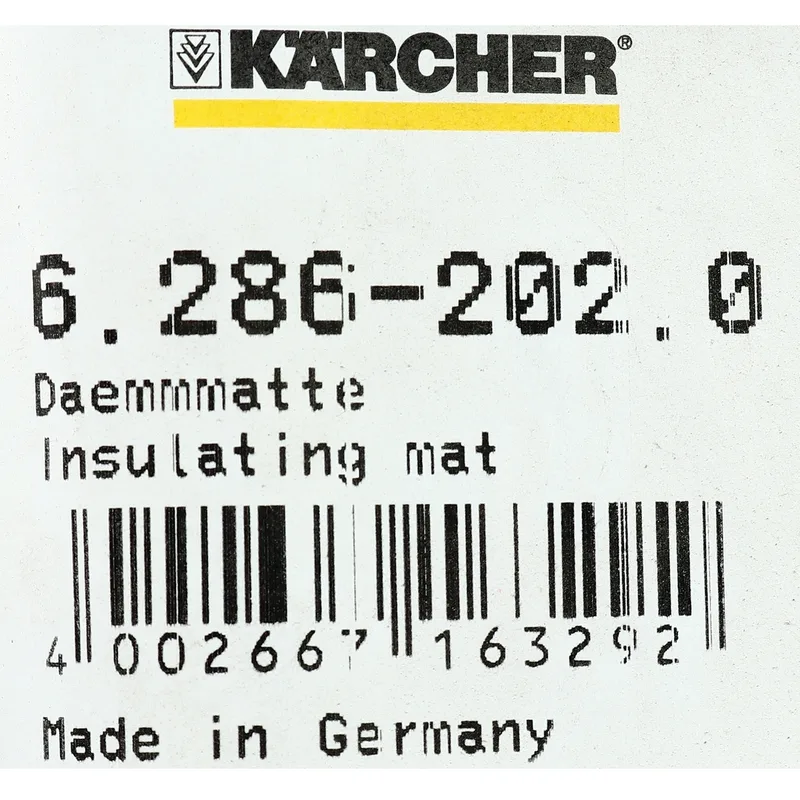 KÄRCHER®
6.286-202.0
Daemmmatte
Insulating mat
4 002667 163292
Made in Germany